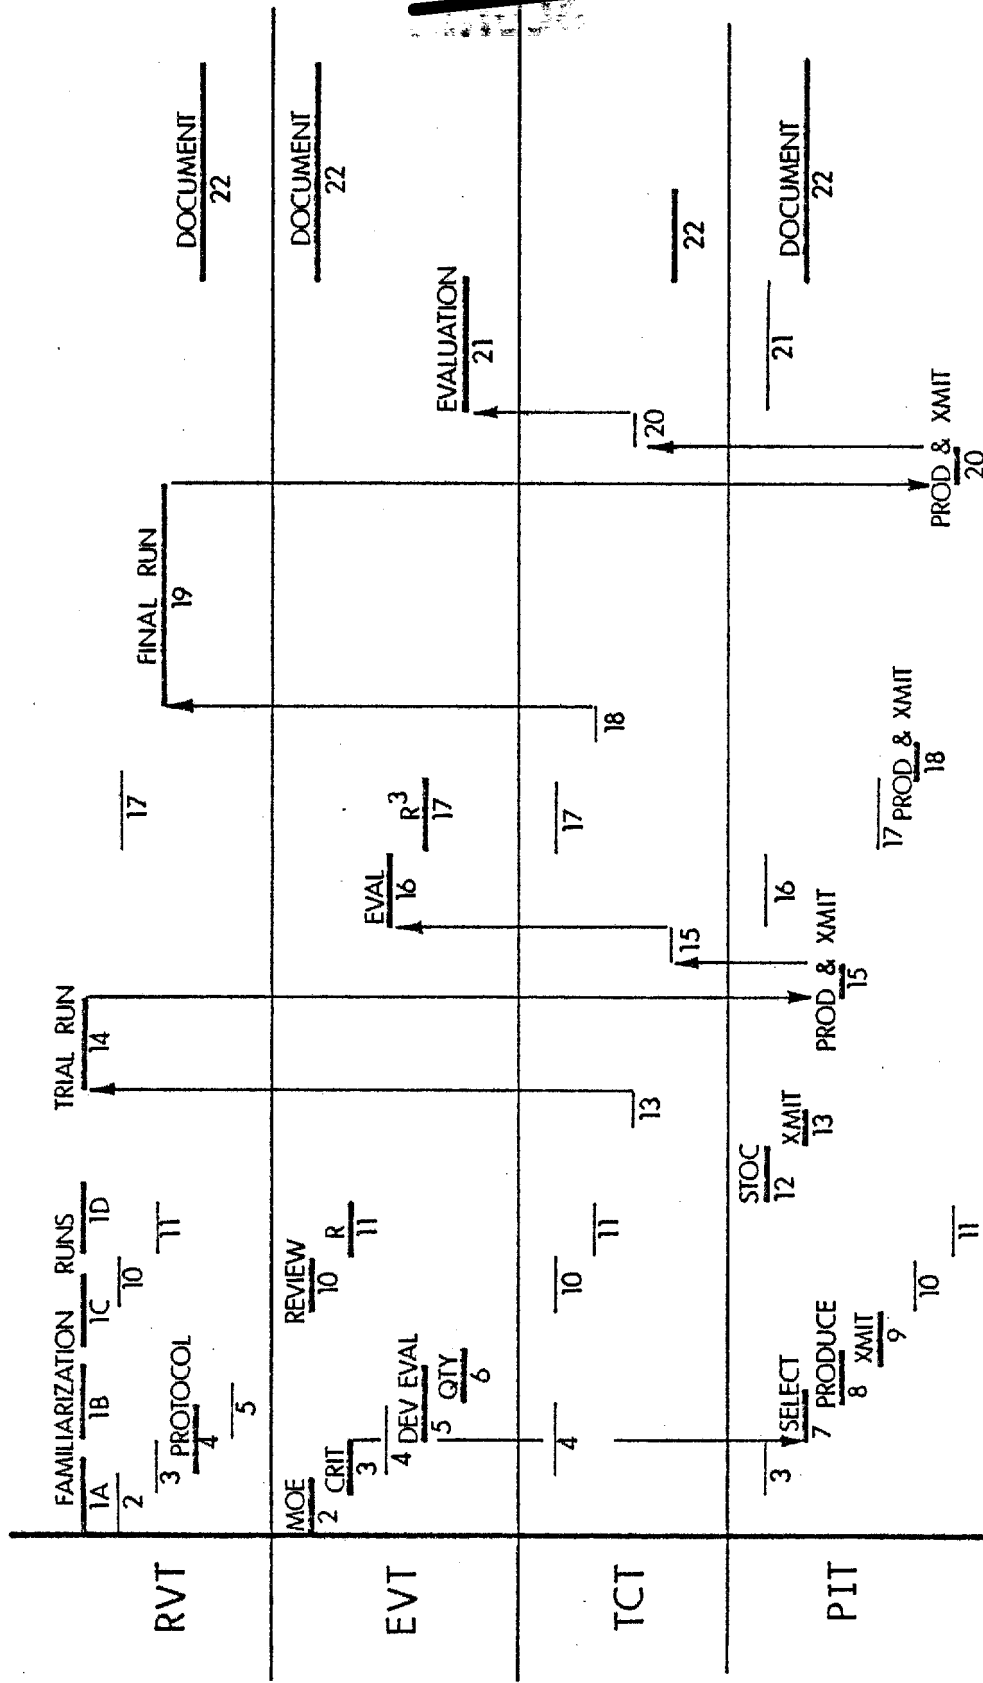 FAMILIARIZATION RUNS TRIAL RUN
1A 1B 1C 1D 14
2 10 17
FINAL RUN
3 11 19
PROTOCOL DOCUMENT
RVT
4 22
5
MOE REVIEW DOCUMENT
2 10 22
CRIT R
3 11
EVAL
4 16
EVT
DEV EVAL R³ EVALUATION
5 17
QTY 21
6
4 10 17
11 18
TCT
13 20
15 22
STOC
3 12 16 21
SELECT XMIT DOCUMENT
7 13 22
PRODUCE PROD & XMIT
PIT
8 15
XMIT
9 17 PROD & XMIT
10 18
PROD & XMIT
11 20